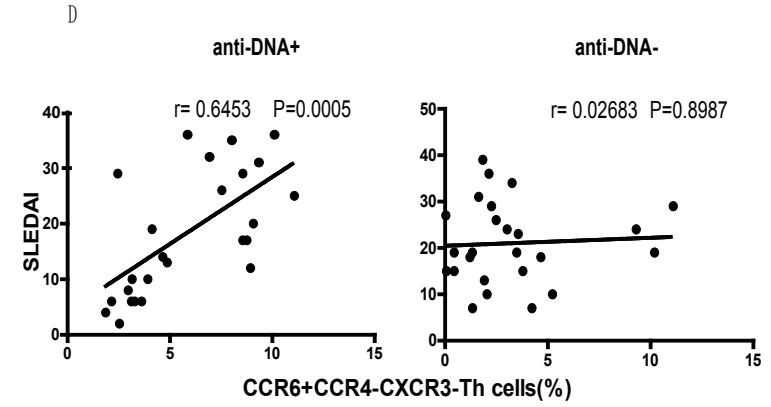 D
anti-DNA+
anti-DNA-
r= 0.6453 P=0.0005
r= 0.02683 P=0.8987
SLEDAI
40
30
20
10
0
0 5 10 15
50
40
30
20
10
0
0 5 10 15
CCR6+CCR4-CXCR3-Th cells(%)